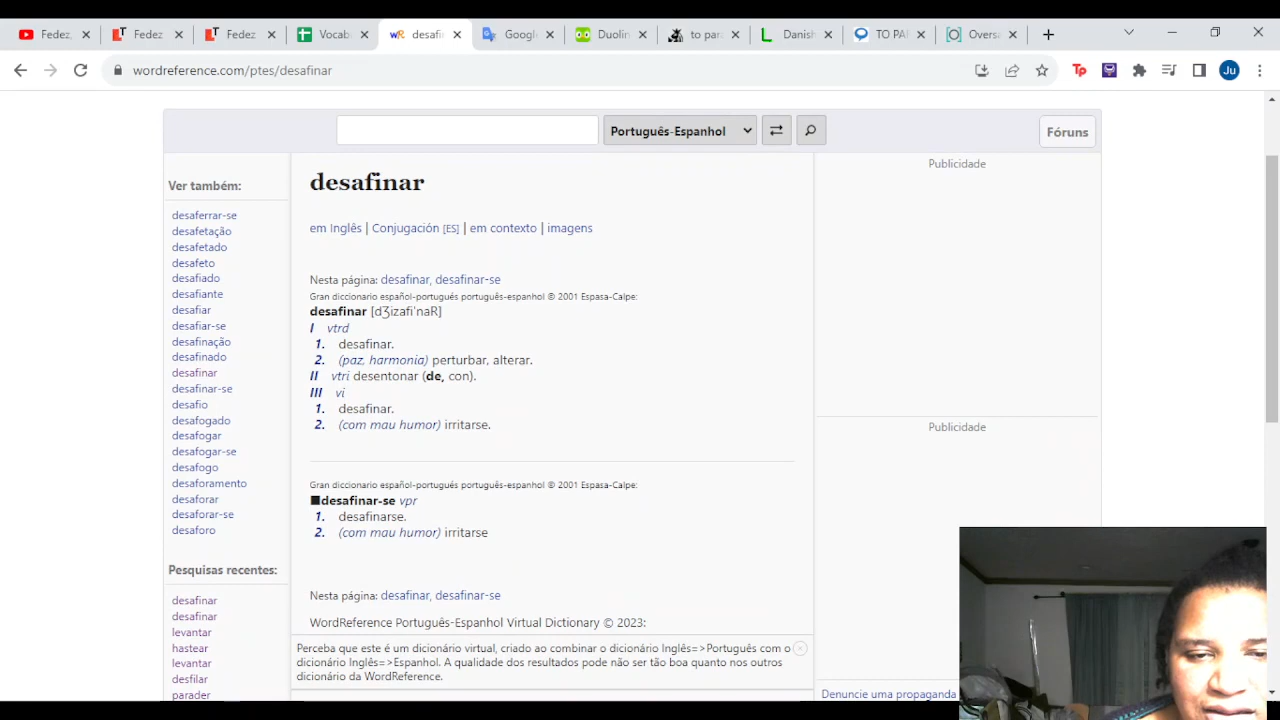 Fedez, Fedez Fedez Vocab desafin Google Duolin to parc Danish TO PAI Oversa
wordreference.com/ptes/desafinar
Ju
Português-Espanhol
Fóruns
desafinar
em Inglês | Conjugación [ES] | em contexto | imagens
Nesta página: desafinar, desafinar-se
Gran diccionario español-portugués português-espanhol © 2001 Espasa-Calpe:
desafinar [dʒizafi'naR]
I vtrd
1. desafinar.
2. (paz, harmonia) perturbar, alterar.
II vtri desentonar (de, con).
III vi
1. desafinar.
2. (com mau humor) irritarse.
Gran diccionario español-portugués português-espanhol © 2001 Espasa-Calpe:
■desafinar-se vpr
1. desafinarse.
2. (com mau humor) irritarse
Nesta página: desafinar, desafinar-se
WordReference Português-Espanhol Virtual Dictionary © 2023:
Perceba que este é um dicionário virtual, criado ao combinar o dicionário Inglês=>Português com o
dicionário Inglês=>Espanhol. A qualidade dos resultados pode não ser tão boa quanto nos outros
dicionário da WordReference.
Ver também:
desaferrar-se
desafetação
desafetado
desafeto
desafiado
desafiante
desafiar
desafiar-se
desafinação
desafinado
desafinar
desafinar-se
desafio
desafogado
desafogar
desafogar-se
desafogo
desaforamento
desaforar
desaforar-se
desaforo
Pesquisas recentes:
desafinar
desafinar
levantar
hastear
levantar
desfilar
parader
Publicidade
Publicidade
Denuncie uma propaganda